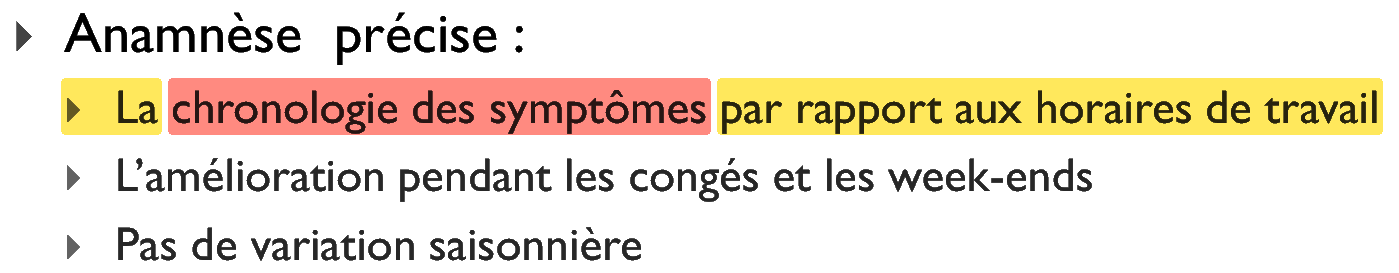 Anamnèse précise :
La chronologie des symptômes par rapport aux horaires de travail
L’amélioration pendant les congés et les week-ends
Pas de variation saisonnière